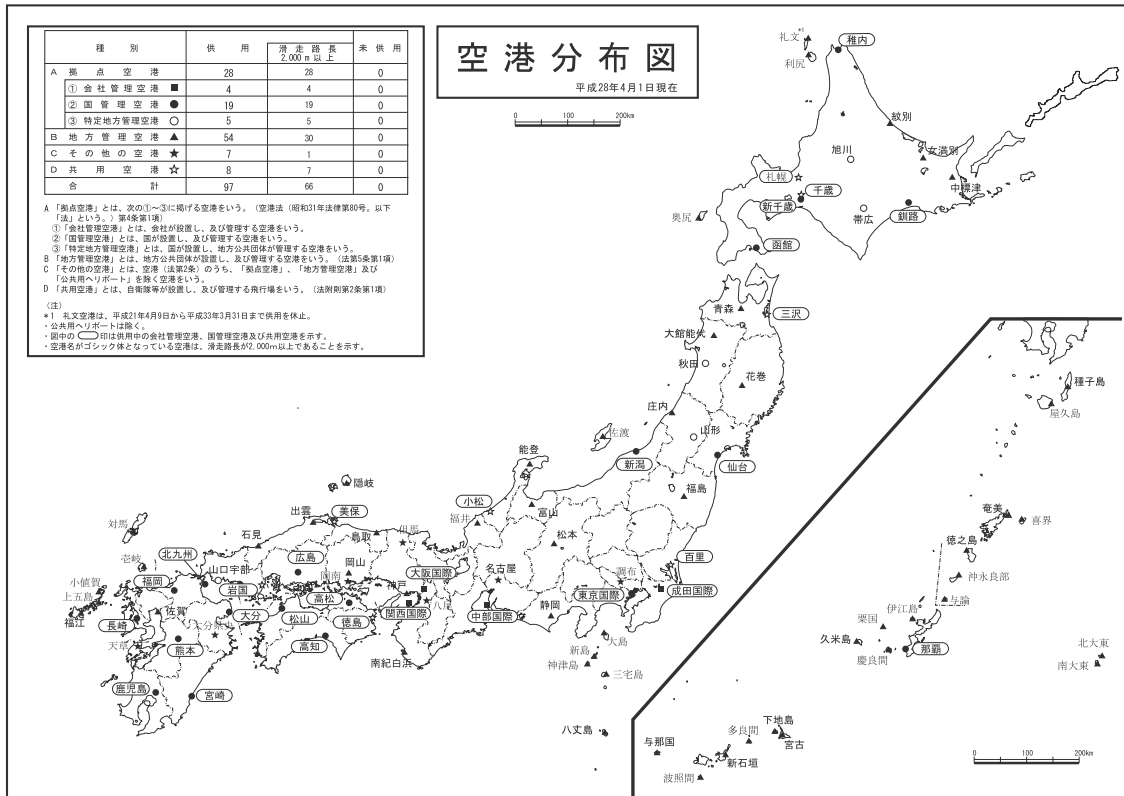 空港分布図
平成28年4月1日現在
0 100 200km
種別 供用 滑走路長2,000m以上 未供用
A 拠点空港 28 28 0
① 会社管理空港 ■ 4 4 0
② 国管理空港 ● 19 19 0
③ 特定地方管理空港 ○ 5 5 0
B 地方管理空港 ▲ 54 30 0
C その他の空港 ★ 7 1 0
D 共用空港 ☆ 8 7 0
合計 97 66 0
A 「拠点空港」とは、次の①~③に掲げる空港をいう。(空港法(昭和31年法律第80号。以下
「法」という。)第4条第1項)
①「会社管理空港」とは、会社が設置し、及び管理する空港をいう。
②「国管理空港」とは、国が設置し、及び管理する空港をいう。
③「特定地方管理空港」とは、国が設置し、地方公共団体が管理する空港をいう。
B 「地方管理空港」とは、地方公共団体が設置し、及び管理する空港をいう。(法第5条第1項)
C 「その他の空港」とは、空港(法第2条)のうち、「拠点空港」、「地方管理空港」及び
「公共用ヘリポート」を除く空港をいう。
D 「共用空港」とは、自衛隊等が設置し、及び管理する飛行場をいう。(法附則第2条第1項)
(注)
*1 礼文空港は、平成21年4月9日から平成33年3月31日まで供用を休止。
・公共用ヘリポートは除く。
・図中の 印は供用中の会社管理空港、国管理空港及び共用空港を示す。
・空港名がゴシック体となっている空港は、滑走路長が2,000m以上であることを示す。
礼文*1
稚内
利尻
紋別
旭川
女満別
札幌
中標津
千歳
新千歳
帯広
釧路
奥尻
函館
青森
三沢
大館能代
秋田
花巻
庄内
佐渡
山形
能登
新潟
仙台
隠岐
福島
小松
福井
富山
出雲
美保
対馬
石見
鳥取
但馬
松本
百里
北九州
壱岐
山口宇部
広島
岡山
岡南
大阪国際
名古屋
調布
小値賀
福岡
岩国
神戸
成田国際
上五島
佐賀
高松
八尾
東京国際
福江
長崎
大分県央
大分
松山
徳島
関西国際
中部国際
静岡
天草
熊本
高知
大島
南紀白浜
新島
神津島
三宅島
鹿児島
宮崎
八丈島
種子島
屋久島
奄美
喜界
徳之島
沖永良部
与論
伊江島
粟国
久米島
慶良間
那覇
北大東
南大東
下地島
多良間
宮古
与那国
新石垣
波照間
0 100 200km